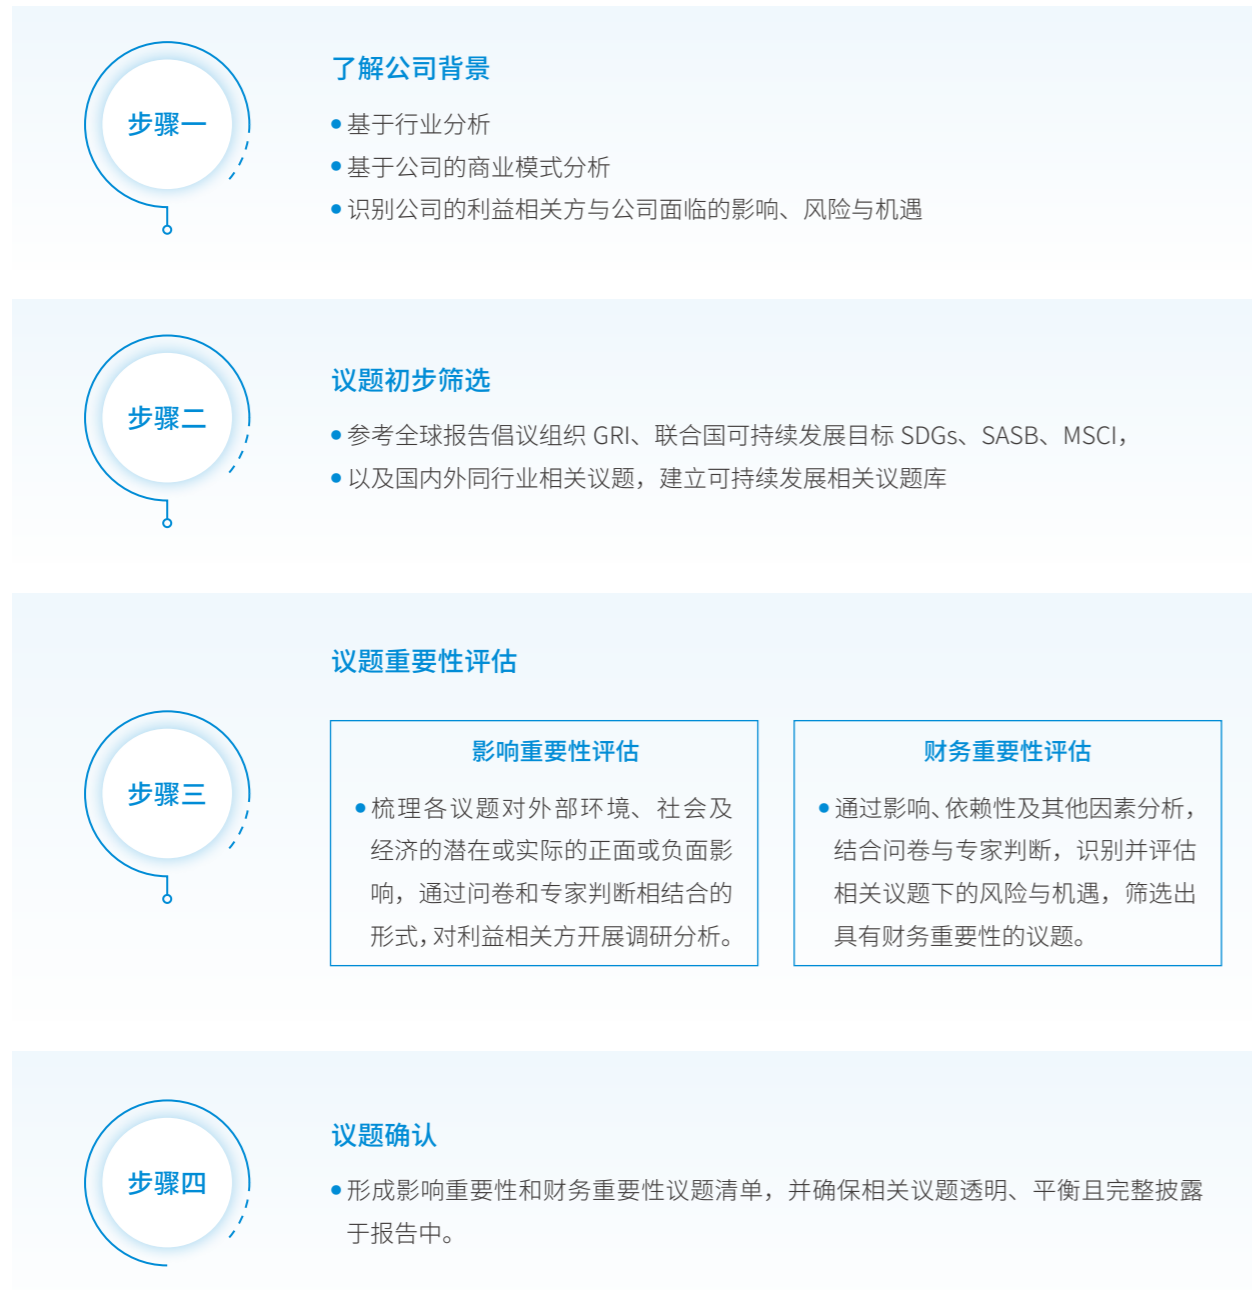 步骤一
了解公司背景
●基于行业分析
●基于公司的商业模式分析
●识别公司的利益相关方与公司面临的影响、风险与机遇
步骤二
议题初步筛选
●参考全球报告倡议组织 GRI、联合国可持续发展目标 SDGs、SASB、MSCI，
●以及国内外同行业相关议题，建立可持续发展相关议题库
步骤三
议题重要性评估
影响重要性评估
●梳理各议题对外部环境、社会及
经济的潜在或实际的正面或负面影
响，通过问卷和专家判断相结合的
形式，对利益相关方开展调研分析。
财务重要性评估
●通过影响、依赖性及其他因素分析，
结合问卷与专家判断，识别并评估
相关议题下的风险与机遇，筛选出
具有财务重要性的议题。
步骤四
议题确认
●形成影响重要性和财务重要性议题清单，并确保相关议题透明、平衡且完整披露
于报告中。